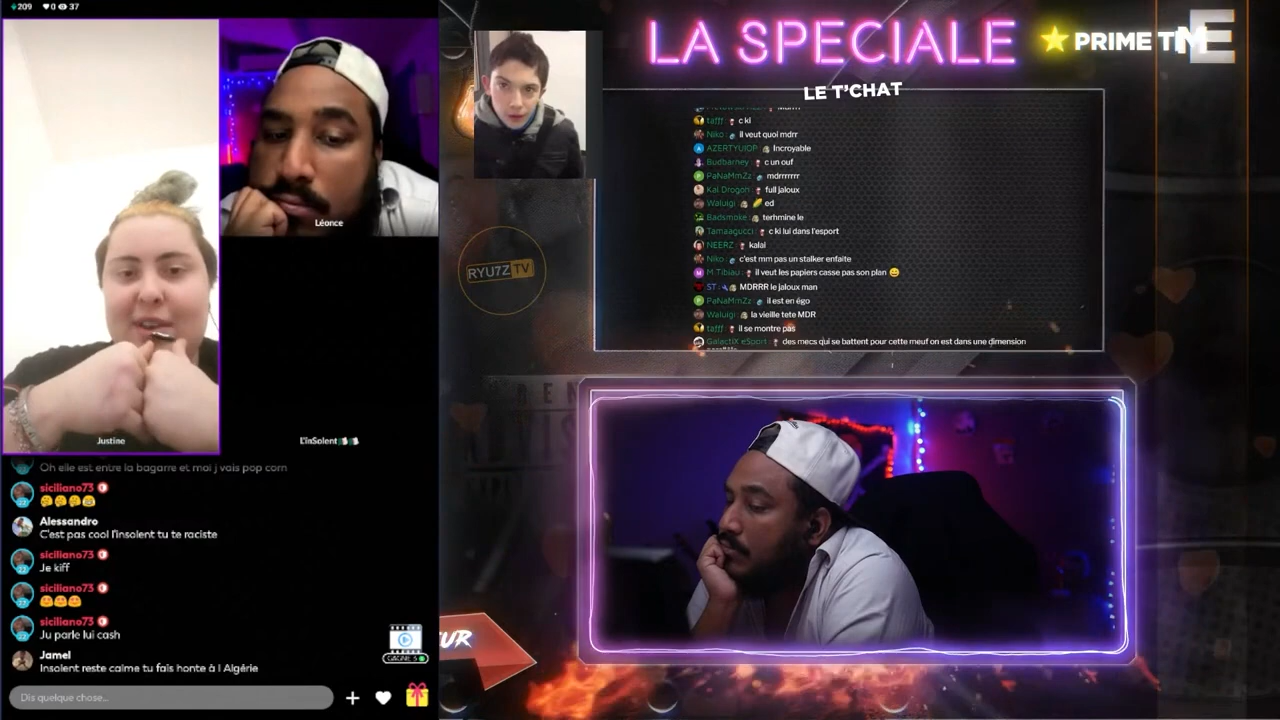 209 0 37
Léonce
Justine
L'inSolent
Oh elle est entre la bagarre et moi j vais pop corn
siciliano73
Alessandro
C'est pas cool l'insolent tu te raciste
siciliano73
Je kiff
siciliano73
siciliano73
Ju parle lui cash
Jamel
Insolent reste calme tu fais honte à l Algérie
GAGNE
Dis quelque chose...
LA SPECIALE
PRIME TME
LE T'CHAT
tafff : c ki
Niko : il veut quoi mdrr
AZERTYUIOP : Incroyable
Budbarney : c un ouf
PaNaMmZz : mdrrrrrrr
Kai Drogon : full jaloux
Waluigi : ed
Badsmoke : terhmine le
Tamaagucci : c ki lui dans l'esport
NEERZ : kalai
Niko : c'est mm pas un stalker enfaite
M.Tibiau : il veut les papiers casse pas son plan
ST : MDRRR le jaloux man
PaNaMmZz : il est en égo
Waluigi : la vieille tete MDR
tafff : il se montre pas
GalactiX eSport : des mecs qui se battent pour cette meuf on est dans une dimension
RYU7Z TV
UR